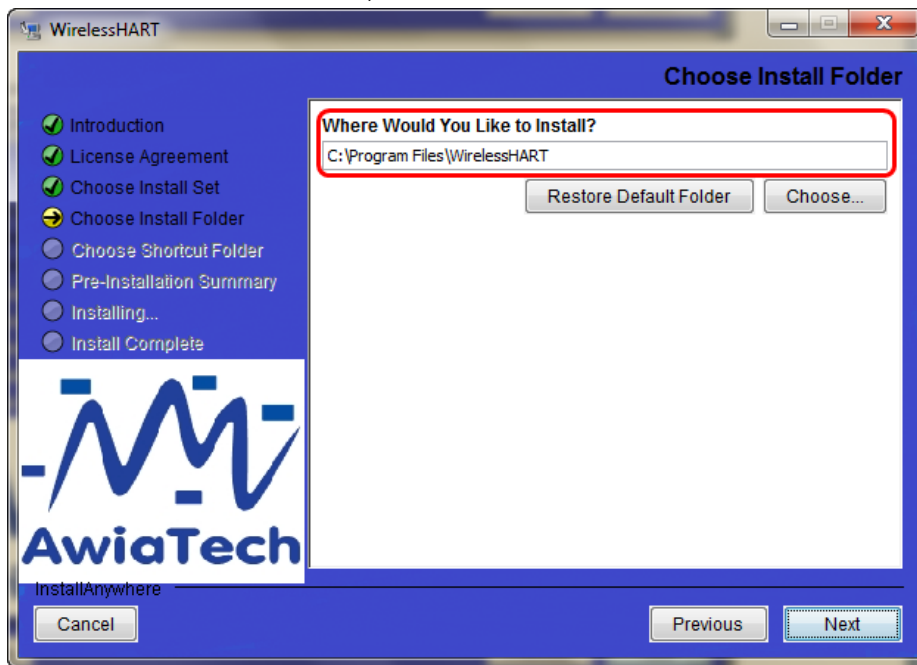 WirelessHART
Choose Install Folder
Introduction
License Agreement
Choose Install Set
Choose Install Folder
Choose Shortcut Folder
Pre-Installation Summary
Installing...
Install Complete
Where Would You Like to Install?
C:\Program Files\WirelessHART
Restore Default Folder
Choose...
AwiaTech
InstallAnywhere
Cancel
Previous
Next